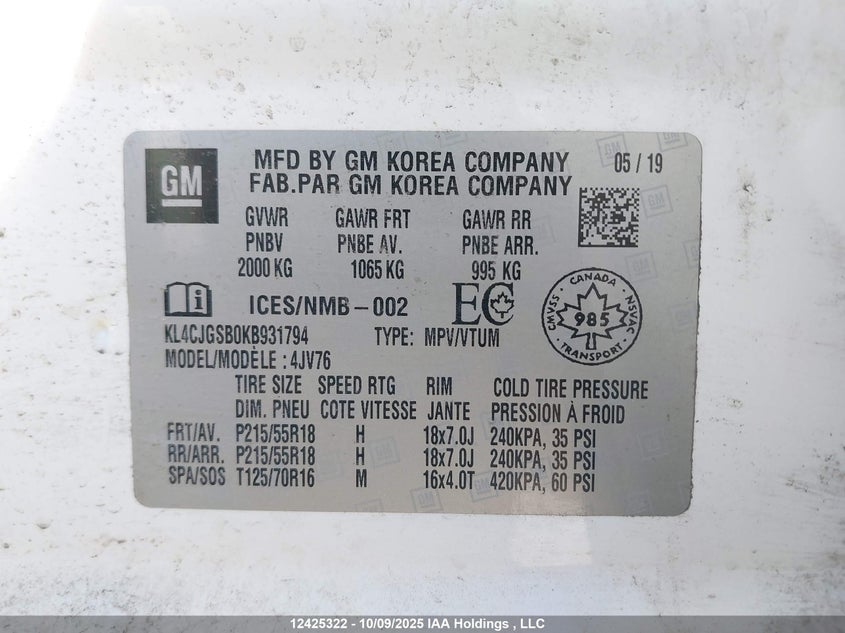 GM
MFD BY GM KOREA COMPANY 05 / 19
FAB.PAR GM KOREA COMPANY
GVWR GAWR FRT GAWR RR
PNBV PNBE AV. PNBE ARR.
2000 KG 1065 KG 995 KG
ICES/NMB-002 EC
CANADA
CMVSS 985 NSVAC
TRANSPORT
KL4CJGSB0KB931794 TYPE: MPV/VTUM
MODEL/MODÈLE : 4JV76
TIRE SIZE SPEED RTG RIM COLD TIRE PRESSURE
DIM. PNEU COTE VITESSE JANTE PRESSION À FROID
FRT/AV. P215/55R18 H 18x7.0J 240KPA, 35 PSI
RR/ARR. P215/55R18 H 18x7.0J 240KPA, 35 PSI
SPA/SOS T125/70R16 M 16x4.0T 420KPA, 60 PSI
12425322 - 10/09/2025 IAA Holdings , LLC